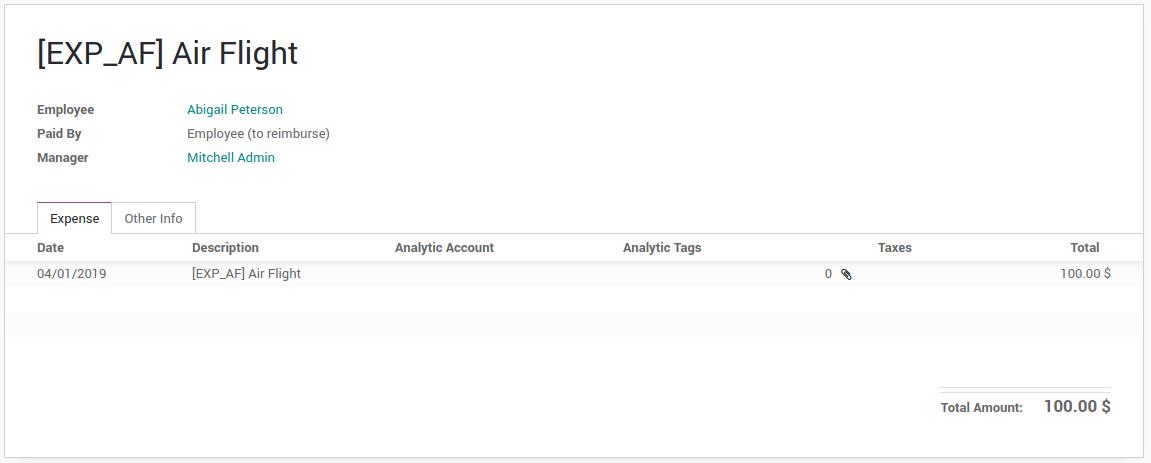 [EXP_AF] Air Flight
Employee Abigail Peterson
Paid By Employee (to reimburse)
Manager Mitchell Admin
Expense Other Info
Date Description Analytic Account Analytic Tags Taxes Total
04/01/2019 [EXP_AF] Air Flight 0 100.00 $
Total Amount: 100.00 $